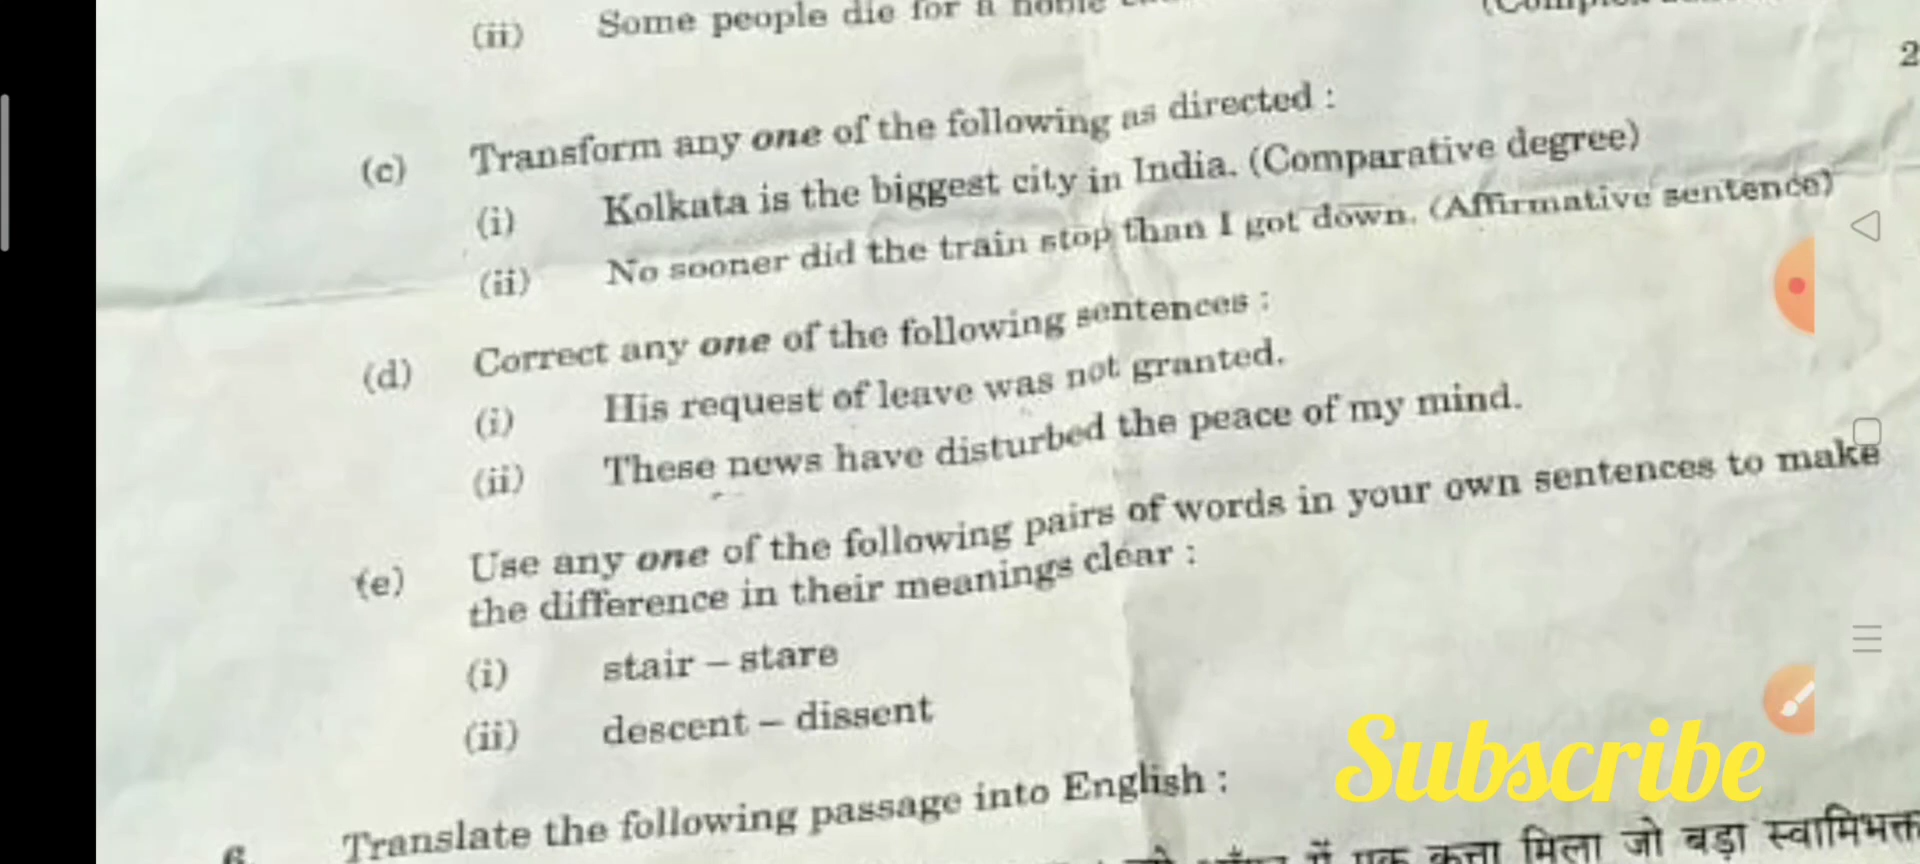 (ii) Some people die for a
2
(c) Transform any one of the following as directed :
(i) Kolkata is the biggest city in India. (Comparative degree)
(ii) No sooner did the train stop than I got down. (Affirmative sentence)
(d) Correct any one of the following sentences :
(i) His request of leave was not granted.
(ii) These news have disturbed the peace of my mind.
(e) Use any one of the following pairs of words in your own sentences to make
the difference in their meanings clear :
(i) stair – stare
(ii) descent – dissent
Subscribe
6. Translate the following passage into English :
में एक कुत्ता मिला जो बड़ा स्वामिभक्त